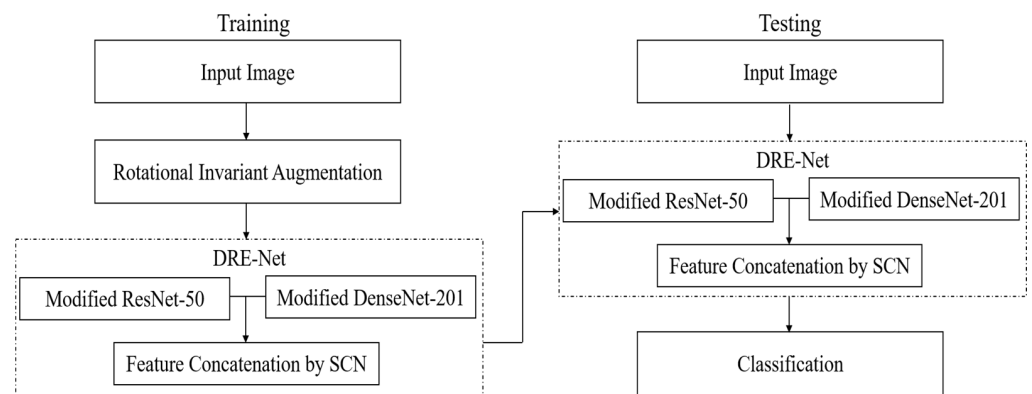 Training
Input Image
Rotational Invariant Augmentation
DRE-Net
Modified ResNet-50
Modified DenseNet-201
Feature Concatenation by SCN
Testing
Input Image
DRE-Net
Modified ResNet-50
Modified DenseNet-201
Feature Concatenation by SCN
Classification